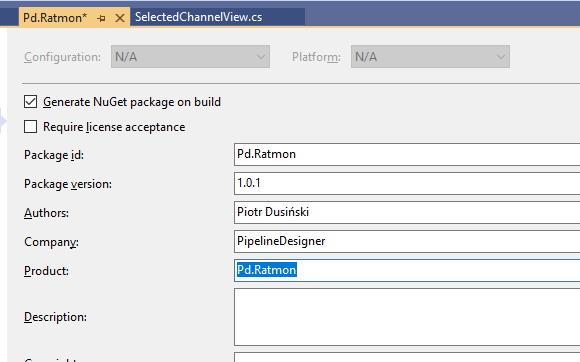 Pd.Ratmon* SelectedChannelView.cs
Configuration: N/A Platform: N/A
Generate NuGet package on build
Require license acceptance
Package id: Pd.Ratmon
Package version: 1.0.1
Authors: Piotr Dusiński
Company: PipelineDesigner
Product: Pd.Ratmon
Description: